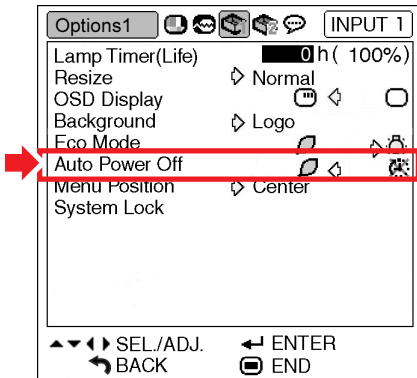 Options1 INPUT 1
Lamp Timer(Life) 0 h ( 100%)
Resize Normal
OSD Display
Background Logo
Eco Mode
Auto Power Off
Menu Position Center
System Lock
SEL./ADJ. ENTER
BACK END